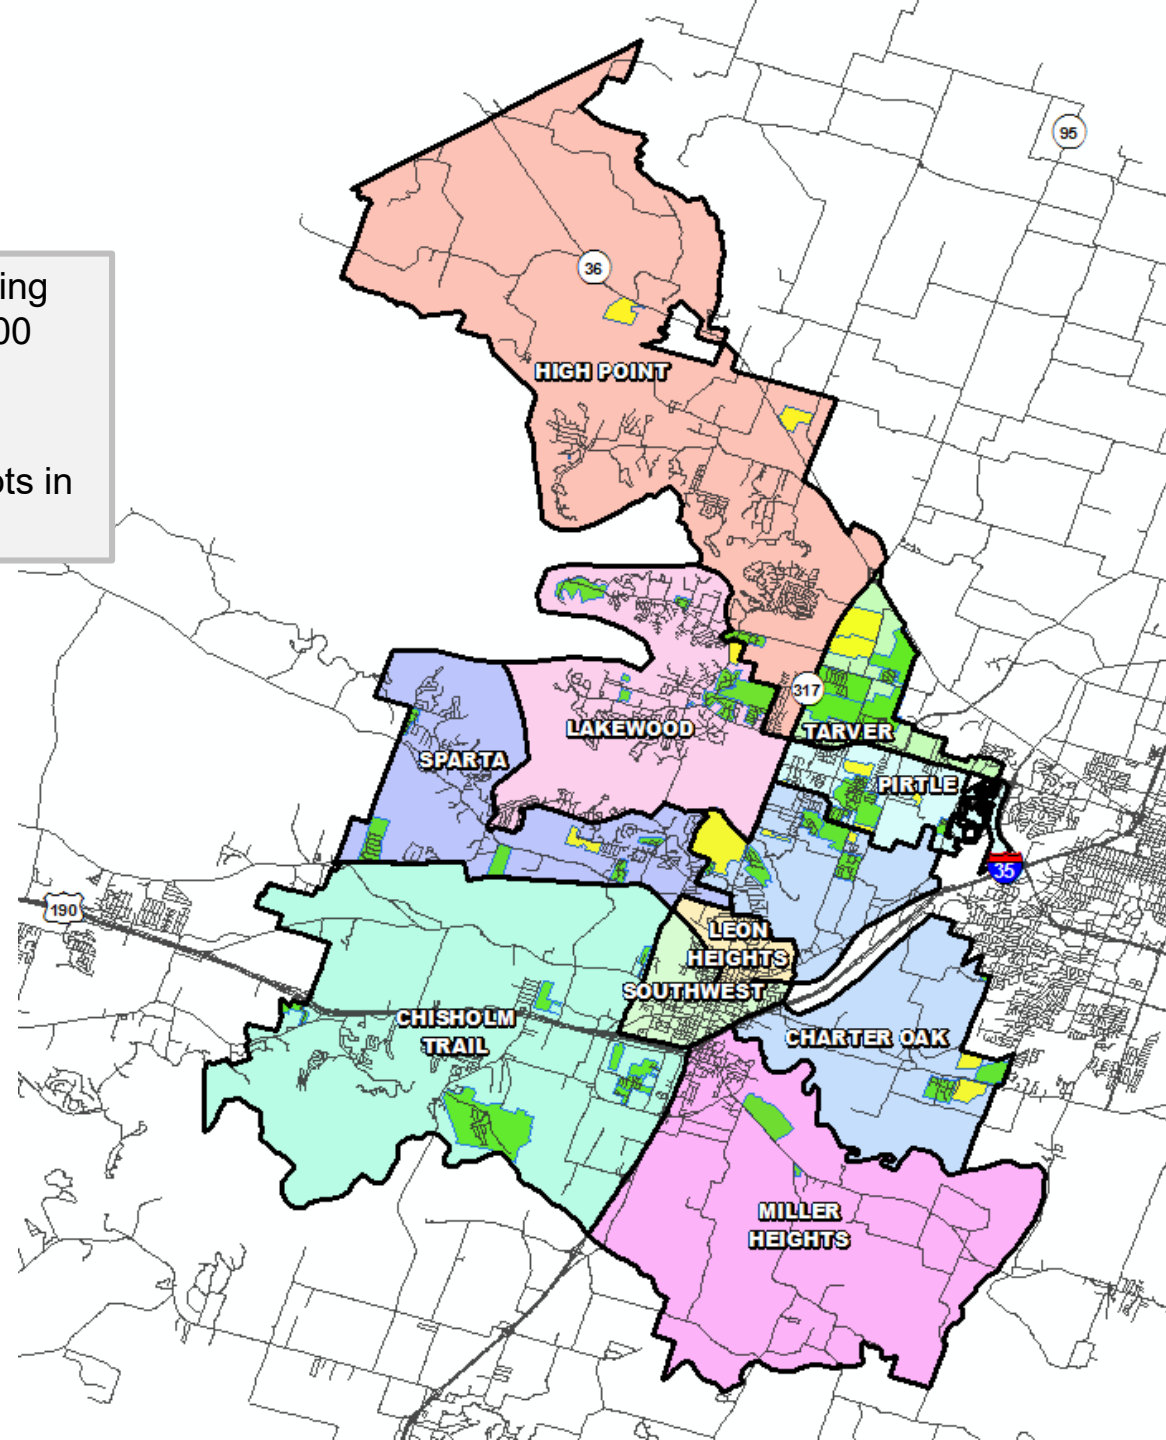 95
ing
00
36
HIGH POINT
ots in
317
LAKEWOOD
TARVER
SPARTA
PIRTLE
35
190
LEON
HEIGHTS
SOUTHWEST
CHISHOLM
TRAIL
CHARTER OAK
MILLER
HEIGHTS